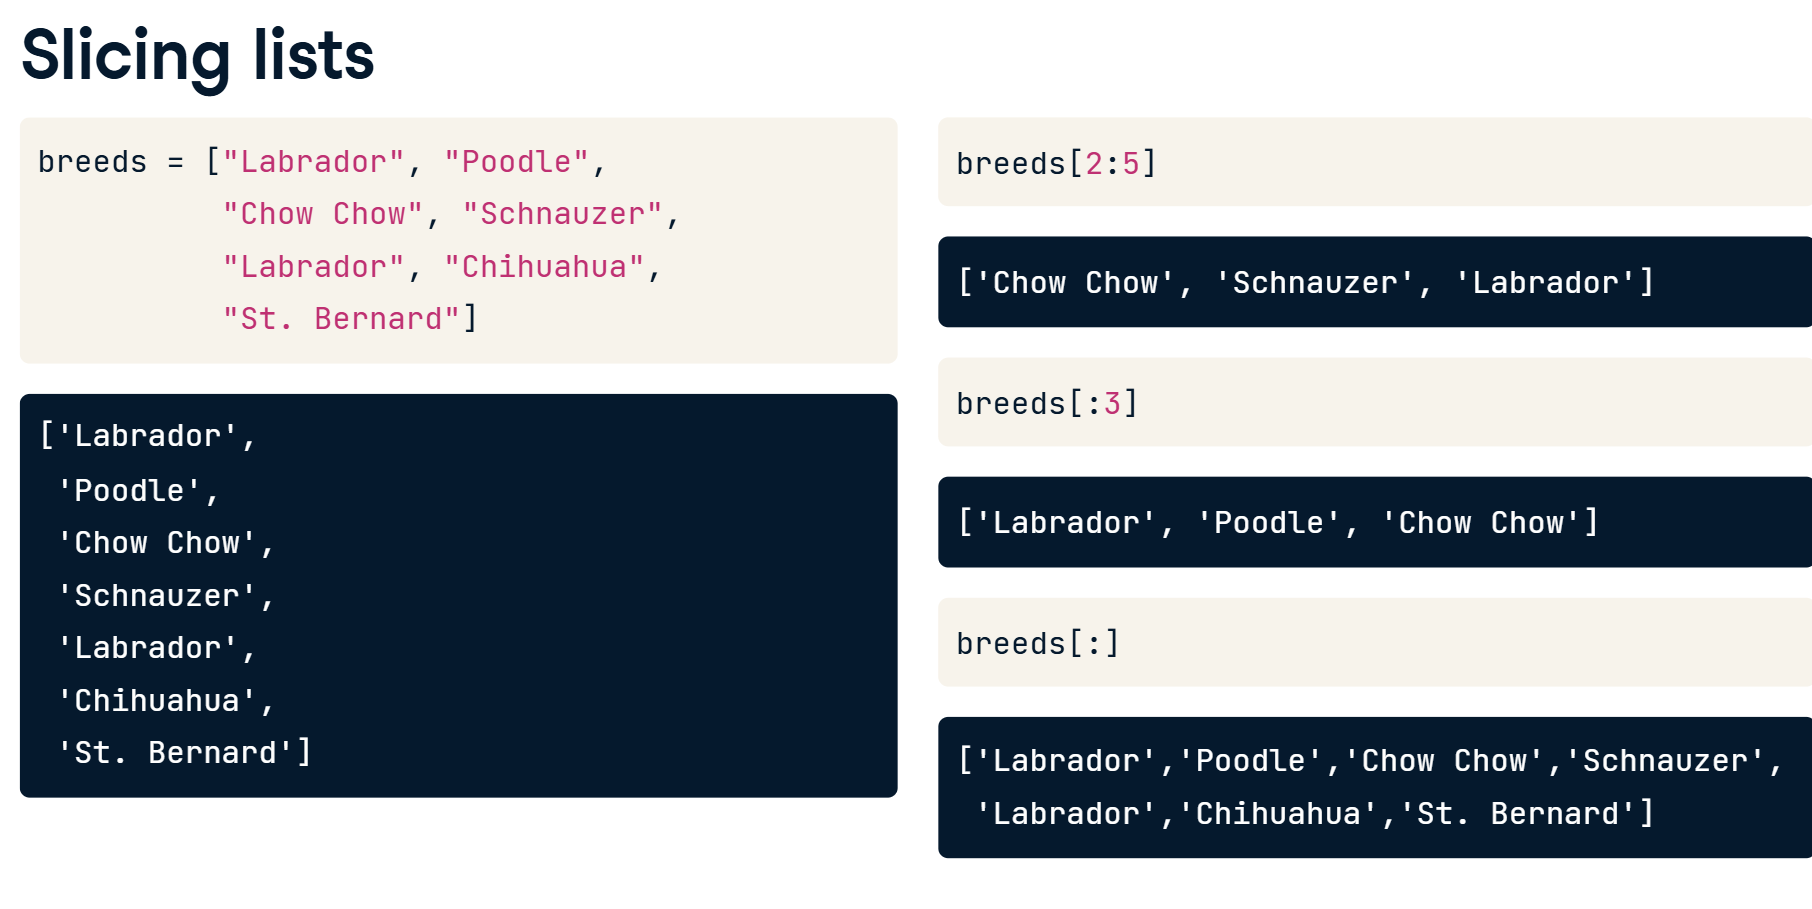 Slicing lists
breeds = ["Labrador", "Poodle",
          "Chow Chow", "Schnauzer",
          "Labrador", "Chihuahua",
          "St. Bernard"]
['Labrador',
 'Poodle',
 'Chow Chow',
 'Schnauzer',
 'Labrador',
 'Chihuahua',
 'St. Bernard']
breeds[2:5]
['Chow Chow', 'Schnauzer', 'Labrador']
breeds[:3]
['Labrador', 'Poodle', 'Chow Chow']
breeds[:]
['Labrador','Poodle','Chow Chow','Schnauzer',
 'Labrador','Chihuahua','St. Bernard']